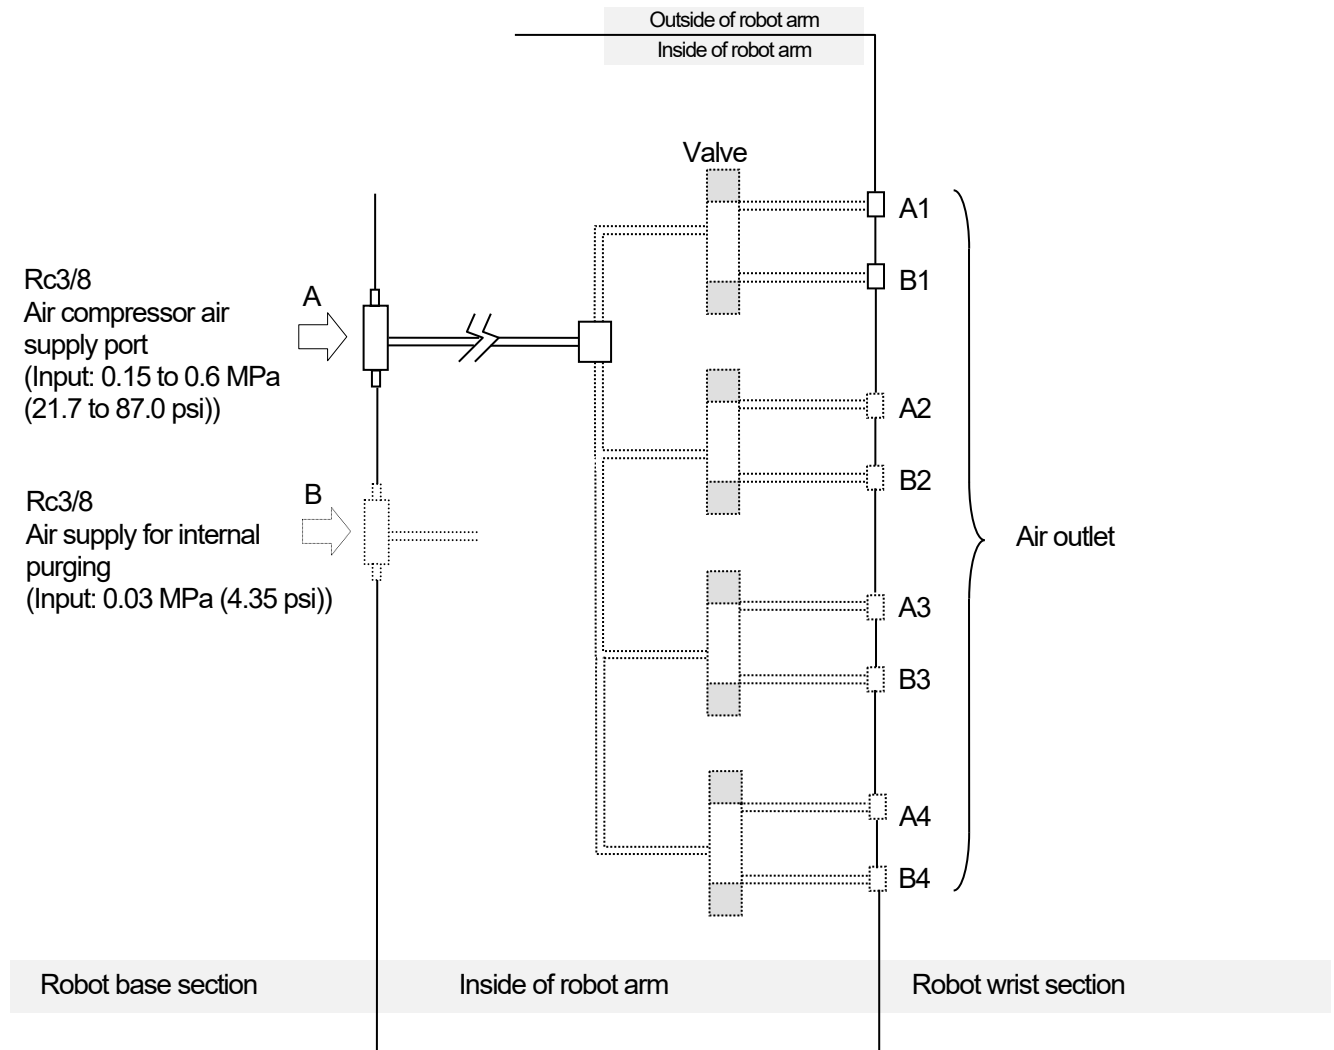 Outside of robot arm
Inside of robot arm
Valve
A1
B1
Rc3/8
Air compressor air
supply port
(Input: 0.15 to 0.6 MPa
(21.7 to 87.0 psi))
A
A2
B2
Rc3/8
Air supply for internal
purging
(Input: 0.03 MPa (4.35 psi))
B
Air outlet
A3
B3
A4
B4
Robot base section
Inside of robot arm
Robot wrist section